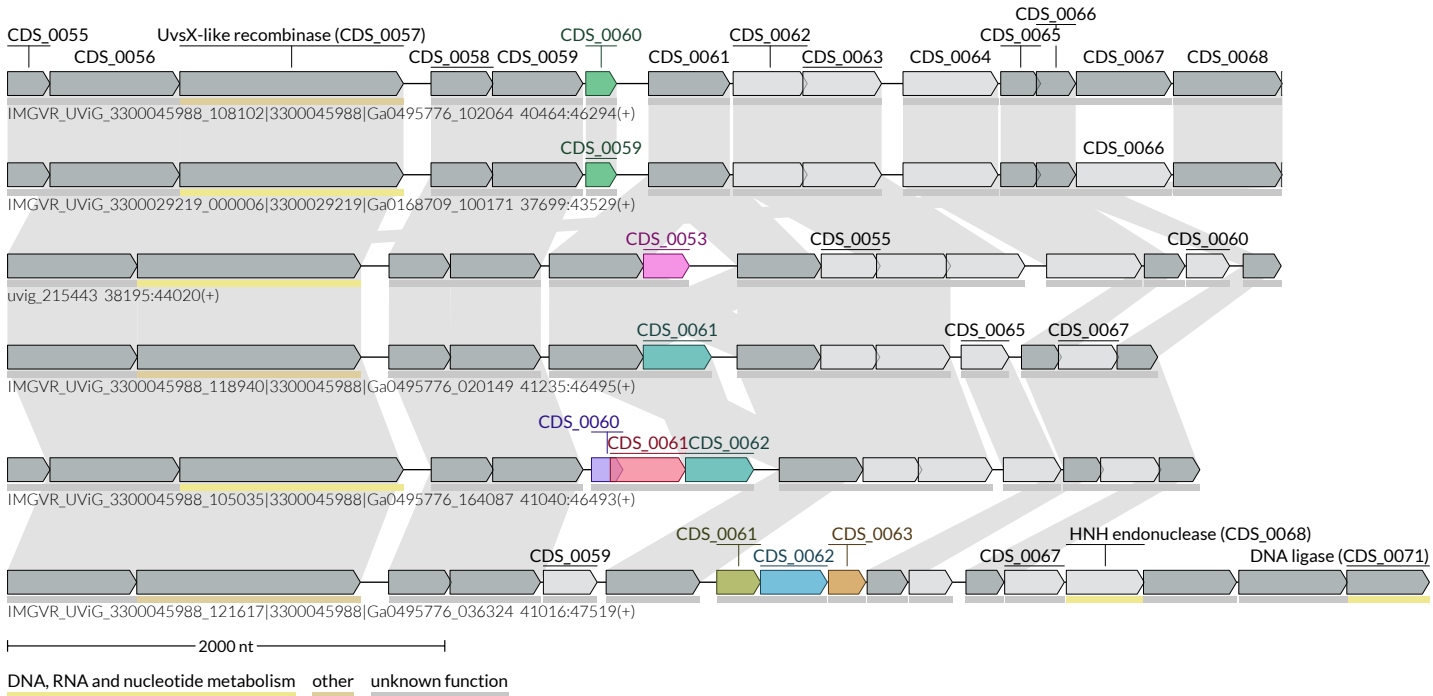 CDS_0066
CDS_0055 UvsX-like recombinase (CDS_0057) CDS_0060 CDS_0062 CDS_0065
CDS_0056 CDS_0058 CDS_0059 CDS_0061 CDS_0063 CDS_0064 CDS_0067 CDS_0068
IMGVR_UViG_3300045988_108102|3300045988|Ga0495776_102064 40464:46294(+)
CDS_0059 CDS_0066
IMGVR_UViG_3300029219_000006|3300029219|Ga0168709_100171 37699:43529(+)
CDS_0053 CDS_0055 CDS_0060
uvig_215443 38195:44020(+)
CDS_0061 CDS_0065 CDS_0067
IMGVR_UViG_3300045988_118940|3300045988|Ga0495776_020149 41235:46495(+)
CDS_0060
CDS_0061 CDS_0062
IMGVR_UViG_3300045988_105035|3300045988|Ga0495776_164087 41040:46493(+)
CDS_0061 CDS_0063 HNH endonuclease (CDS_0068)
CDS_0059 CDS_0062 CDS_0067 DNA ligase (CDS_0071)
IMGVR_UViG_3300045988_121617|3300045988|Ga0495776_036324 41016:47519(+)
2000 nt
DNA, RNA and nucleotide metabolism other unknown function